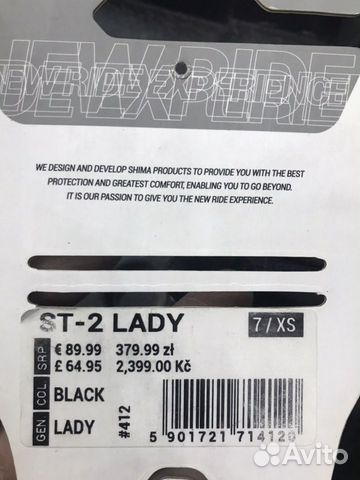 NEW RIDE EXPERIENCE
WE DESIGN AND DEVELOP SHIMA PRODUCTS TO PROVIDE YOU WITH THE BEST
PROTECTION AND GREATEST COMFORT, ENABLING YOU TO GO BEYOND.
IT IS OUR PASSION TO GIVE YOU THE NEW RIDE EXPERIENCE.
ST-2 LADY
7/XS
SRP
€ 89.99 379.99 zł
£ 64.95 2,399.00 Kč
COL
BLACK
GEN
LADY
#412
5 901721 714120
Avito